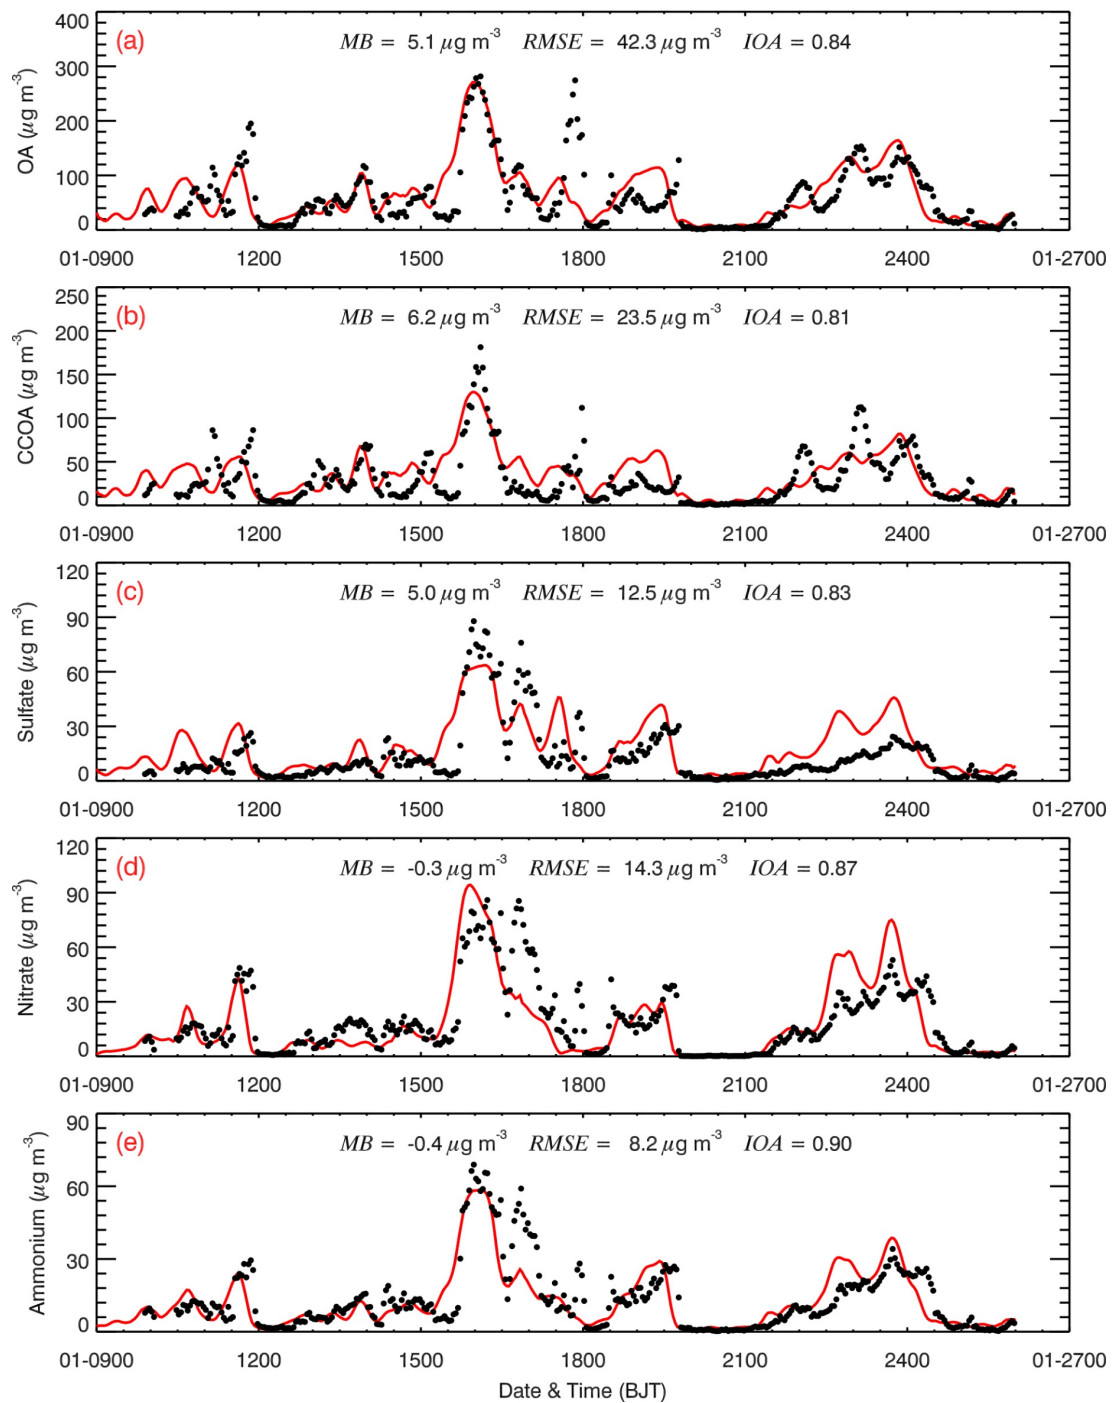 400
(a)
MB = 5.1 μg m-3 RMSE = 42.3 μg m-3 IOA = 0.84
300
OA (μg m-3)
200
100
0
01-0900 1200 1500 1800 2100 2400 01-2700
250
(b)
MB = 6.2 μg m-3 RMSE = 23.5 μg m-3 IOA = 0.81
200
CCOA (μg m-3)
150
100
50
0
01-0900 1200 1500 1800 2100 2400 01-2700
120
(c)
MB = 5.0 μg m-3 RMSE = 12.5 μg m-3 IOA = 0.83
90
Sulfate (μg m-3)
60
30
0
01-0900 1200 1500 1800 2100 2400 01-2700
120
(d)
MB = -0.3 μg m-3 RMSE = 14.3 μg m-3 IOA = 0.87
90
Nitrate (μg m-3)
60
30
0
01-0900 1200 1500 1800 2100 2400 01-2700
90
(e)
MB = -0.4 μg m-3 RMSE = 8.2 μg m-3 IOA = 0.90
60
Ammonium (μg m-3)
30
0
01-0900 1200 1500 1800 2100 2400 01-2700
Date & Time (BJT)